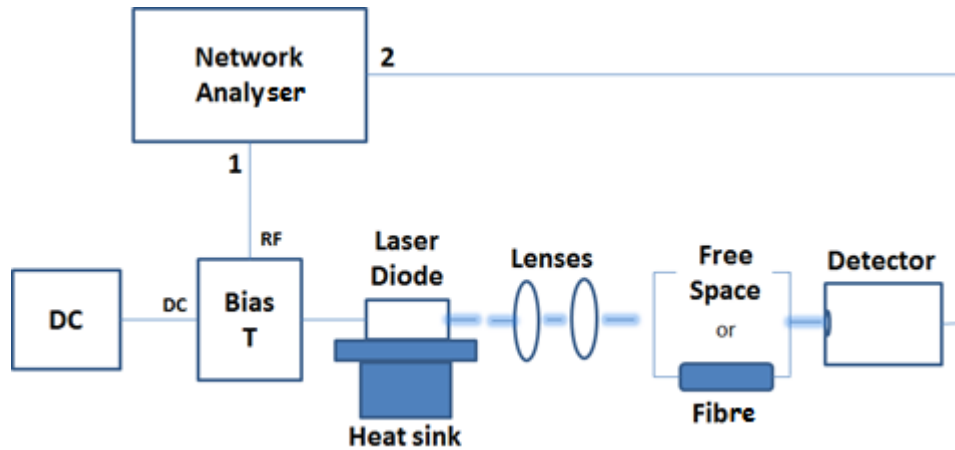 Network
Analyser
2
1
RF
DC
DC
Bias
T
Laser
Diode
Heat sink
Lenses
Free
Space
or
Fibre
Detector